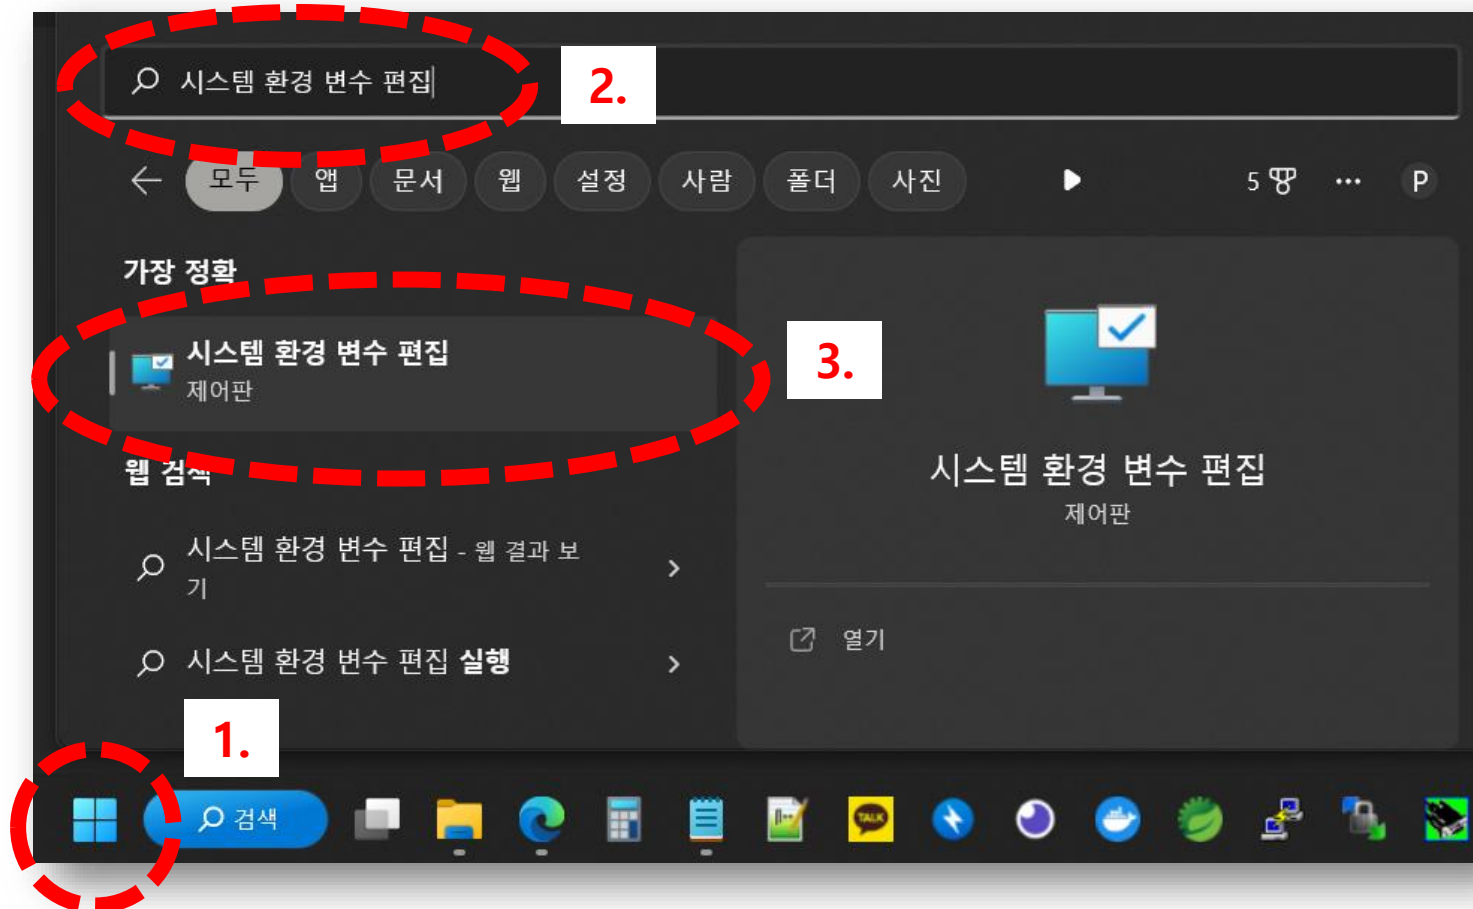 시스템 환경 변수 편집
2.
모두 앱 문서 웹 설정 사람 폴더 사진 5 P
가장 정확
시스템 환경 변수 편집
제어판
3.
시스템 환경 변수 편집
제어판
웹 검색
시스템 환경 변수 편집 - 웹 결과 보
기
시스템 환경 변수 편집 실행
열기
1.
검색
TALK